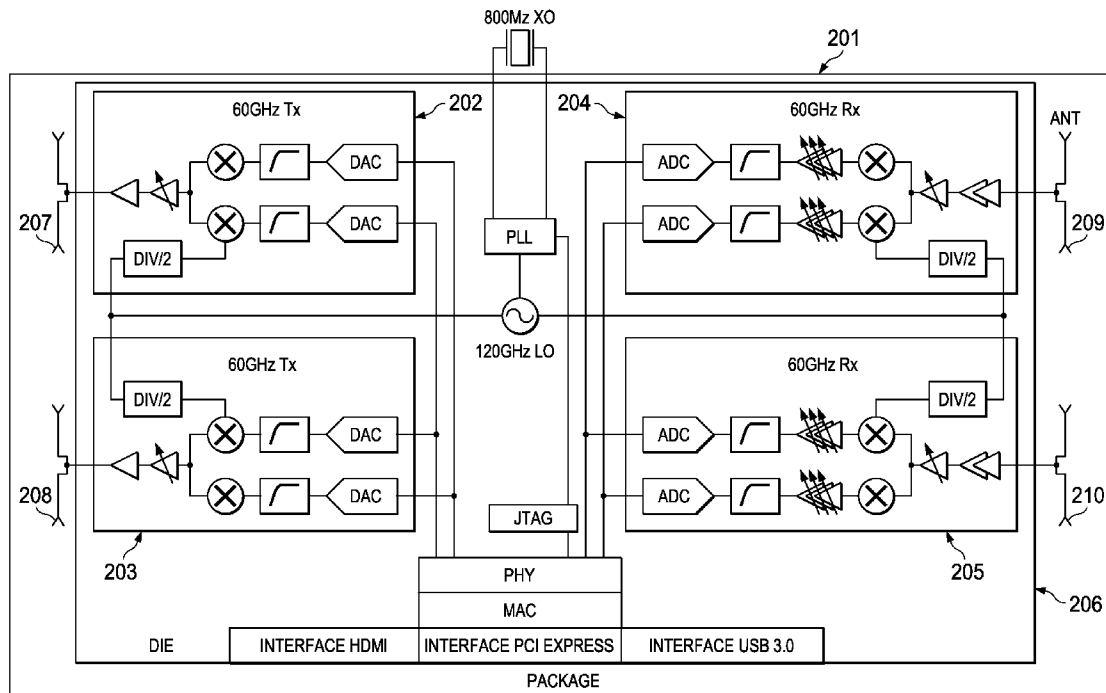 800Mz XO
201
60GHz Tx
202
204
60GHz Rx
ANT
DAC
ADC
DAC
ADC
207
PLL
209
DIV/2
DIV/2
120GHz LO
60GHz Tx
60GHz Rx
DIV/2
DIV/2
DAC
ADC
208
DAC
ADC
210
JTAG
203
205
PHY
206
MAC
DIE
INTERFACE HDMI
INTERFACE PCI EXPRESS
INTERFACE USB 3.0
PACKAGE